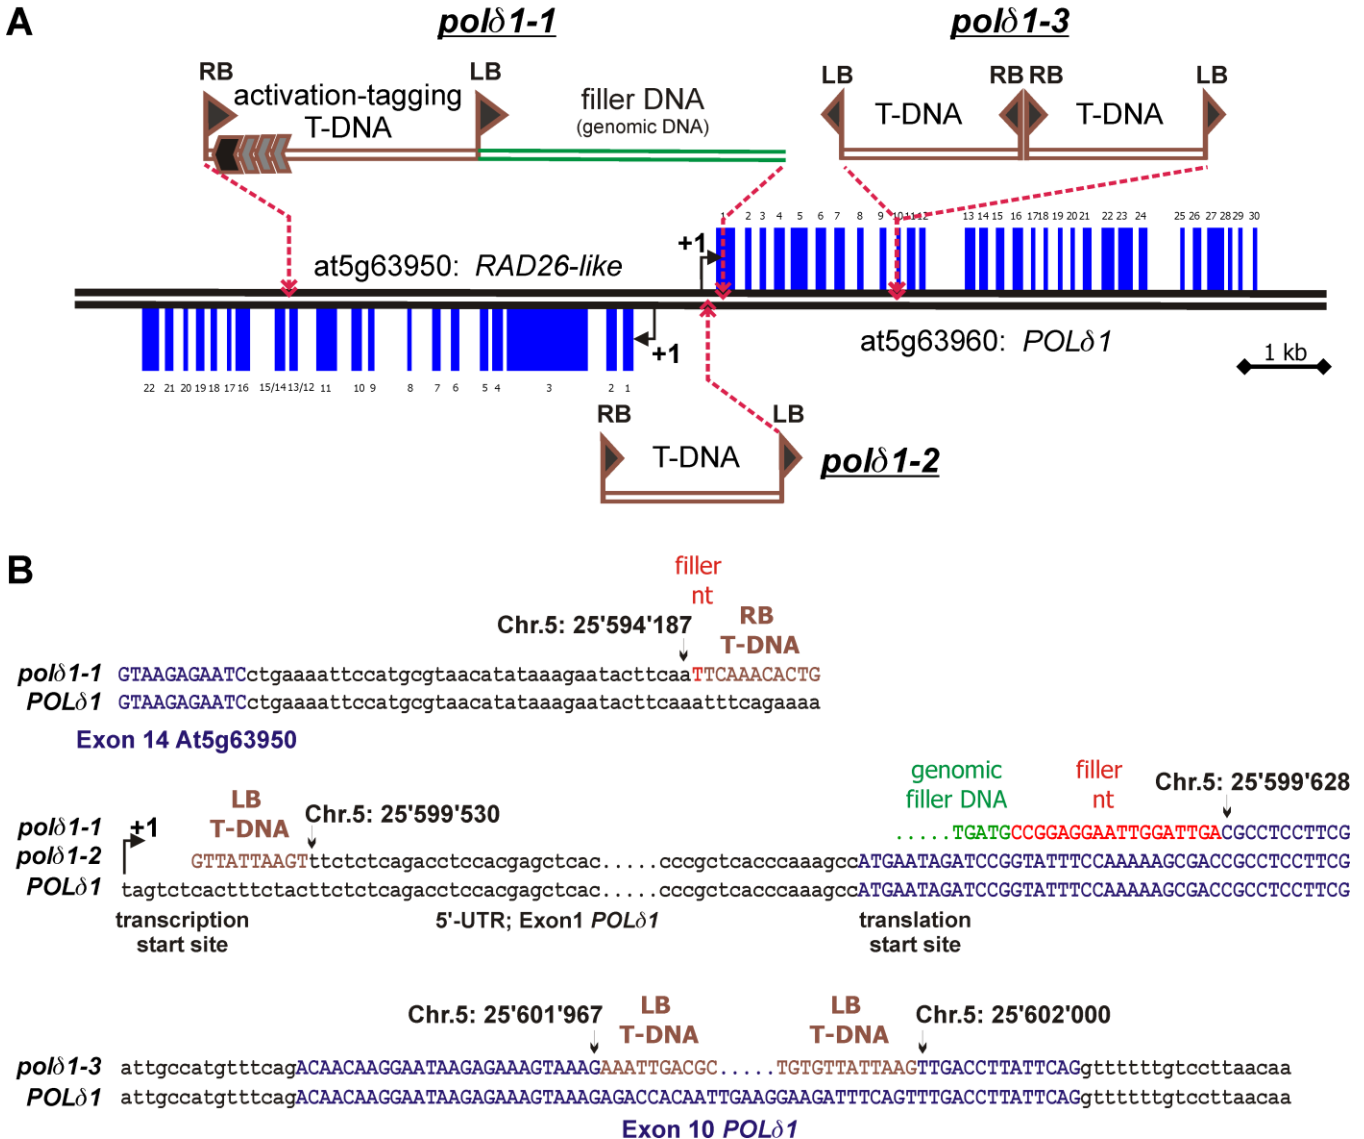 A
polδ1-1
polδ1-3
RB
activation-tagging
T-DNA
LB
filler DNA
(genomic DNA)
LB
T-DNA
RB RB
T-DNA
LB
1 2 3 4 5 6 7 8 9 10 11 12 13 14 15 16 17 18 19 20 21 22 23 24 25 26 27 28 29 30
+1
at5g63950: RAD26-like
+1
at5g63960: POLδ1
1 kb
22 21 20 19 18 17 16 15/14 13/12 11 10 9 8 7 6 5 4 3 2 1
RB
T-DNA
LB
polδ1-2
B
filler
nt
Chr.5: 25'594'187
RB
T-DNA
polδ1-1 GTAAGAGAATCctgaaaattccatgcgtaacatataaagaatacttcaaTTCAAACACTG
POLδ1 GTAAGAGAATCctgaaaattccatgcgtaacatataaagaatacttcaaatttcagaaaa
Exon 14 At5g63950
genomic
filler DNA
filler
nt
Chr.5: 25'599'628
LB
T-DNA
Chr.5: 25'599'530
polδ1-1 +1 .....TGATGCCGGAGGAATTGGATTGACGCCTCCTTCG
polδ1-2 GTTATTAAGTttctctcagacctccacgagctcac.....cccgctcacccaaagccATGAATAGATCCGGTATTTCCAAAAAGCGACCGCCTCCTTCG
POLδ1 tagtctcactttctacttctctcagacctccacgagctcac.....cccgctcacccaaagccATGAATAGATCCGGTATTTCCAAAAAGCGACCGCCTCCTTCG
transcription
start site
5'-UTR; Exon1 POLδ1
translation
start site
Chr.5: 25'601'967
LB
T-DNA
LB
T-DNA
Chr.5: 25'602'000
polδ1-3 attgccatgtttcagACAACAAGGAATAAGAGAAAGTAAAGAAATTGACGC.....TGTGTTATTAAGTTGACCTTATTCAGgttttttgtccttaacaa
POLδ1 attgccatgtttcagACAACAAGGAATAAGAGAAAGTAAAGAGACCACAATTGAAGGAAGATTTCAGTTTGACCTTATTCAGgttttttgtccttaacaa
Exon 10 POLδ1